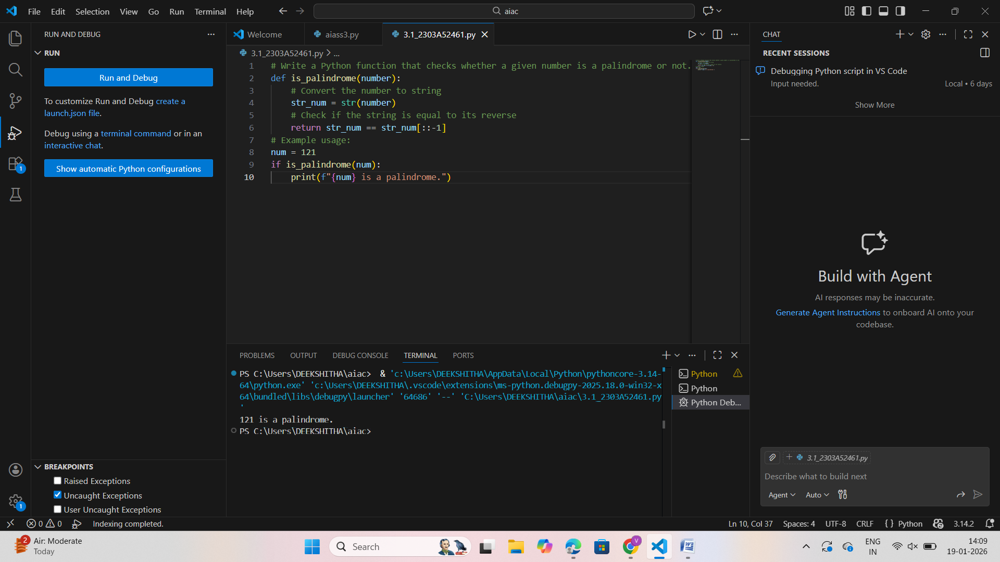 File Edit Selection View Go Run Terminal Help
aiac
RUN AND DEBUG
RUN
Run and Debug
To customize Run and Debug create a
launch.json file.
Debug using a terminal command or in an
interactive chat.
Show automatic Python configurations
1
BREAKPOINTS
Raised Exceptions
Uncaught Exceptions
User Uncaught Exceptions
1
Welcome
aiass3.py
3.1_2303A52461.py
3.1_2303A52461.py > ...
1 # Write a Python function that checks whether a given number is a palindrome or not.
2 def is_palindrome(number):
3 # Convert the number to string
4 str_num = str(number)
5 # Check if the string is equal to its reverse
6 return str_num == str_num[::-1]
7 # Example usage:
8 num = 121
9 if is_palindrome(num):
10 print(f"{num} is a palindrome.")
PROBLEMS OUTPUT DEBUG CONSOLE TERMINAL PORTS
PS C:\Users\DEEKSHITHA\aiac> & 'c:\Users\DEEKSHITHA\AppData\Local\Python\pythoncore-3.14-
64\python.exe' 'c:\Users\DEEKSHITHA\.vscode\extensions\ms-python.debugpy-2025.18.0-win32-x
64\bundled\libs\debugpy\launcher' '64686' '--' 'C:\Users\DEEKSHITHA\aiac\3.1_2303A52461.py
'
121 is a palindrome.
PS C:\Users\DEEKSHITHA\aiac>
Python
Python
Python Deb...
CHAT
RECENT SESSIONS
Debugging Python script in VS Code
Input needed. Local • 6 days
Show More
Build with Agent
AI responses may be inaccurate.
Generate Agent Instructions to onboard AI onto your
codebase.
3.1_2303A52461.py
Describe what to build next
Agent Auto
0 0 Indexing completed.
Ln 10, Col 37 Spaces: 4 UTF-8 CRLF { } Python 3.14.2
2
Air: Moderate
Today
Search
V
ENG
IN
14:09
19-01-2026